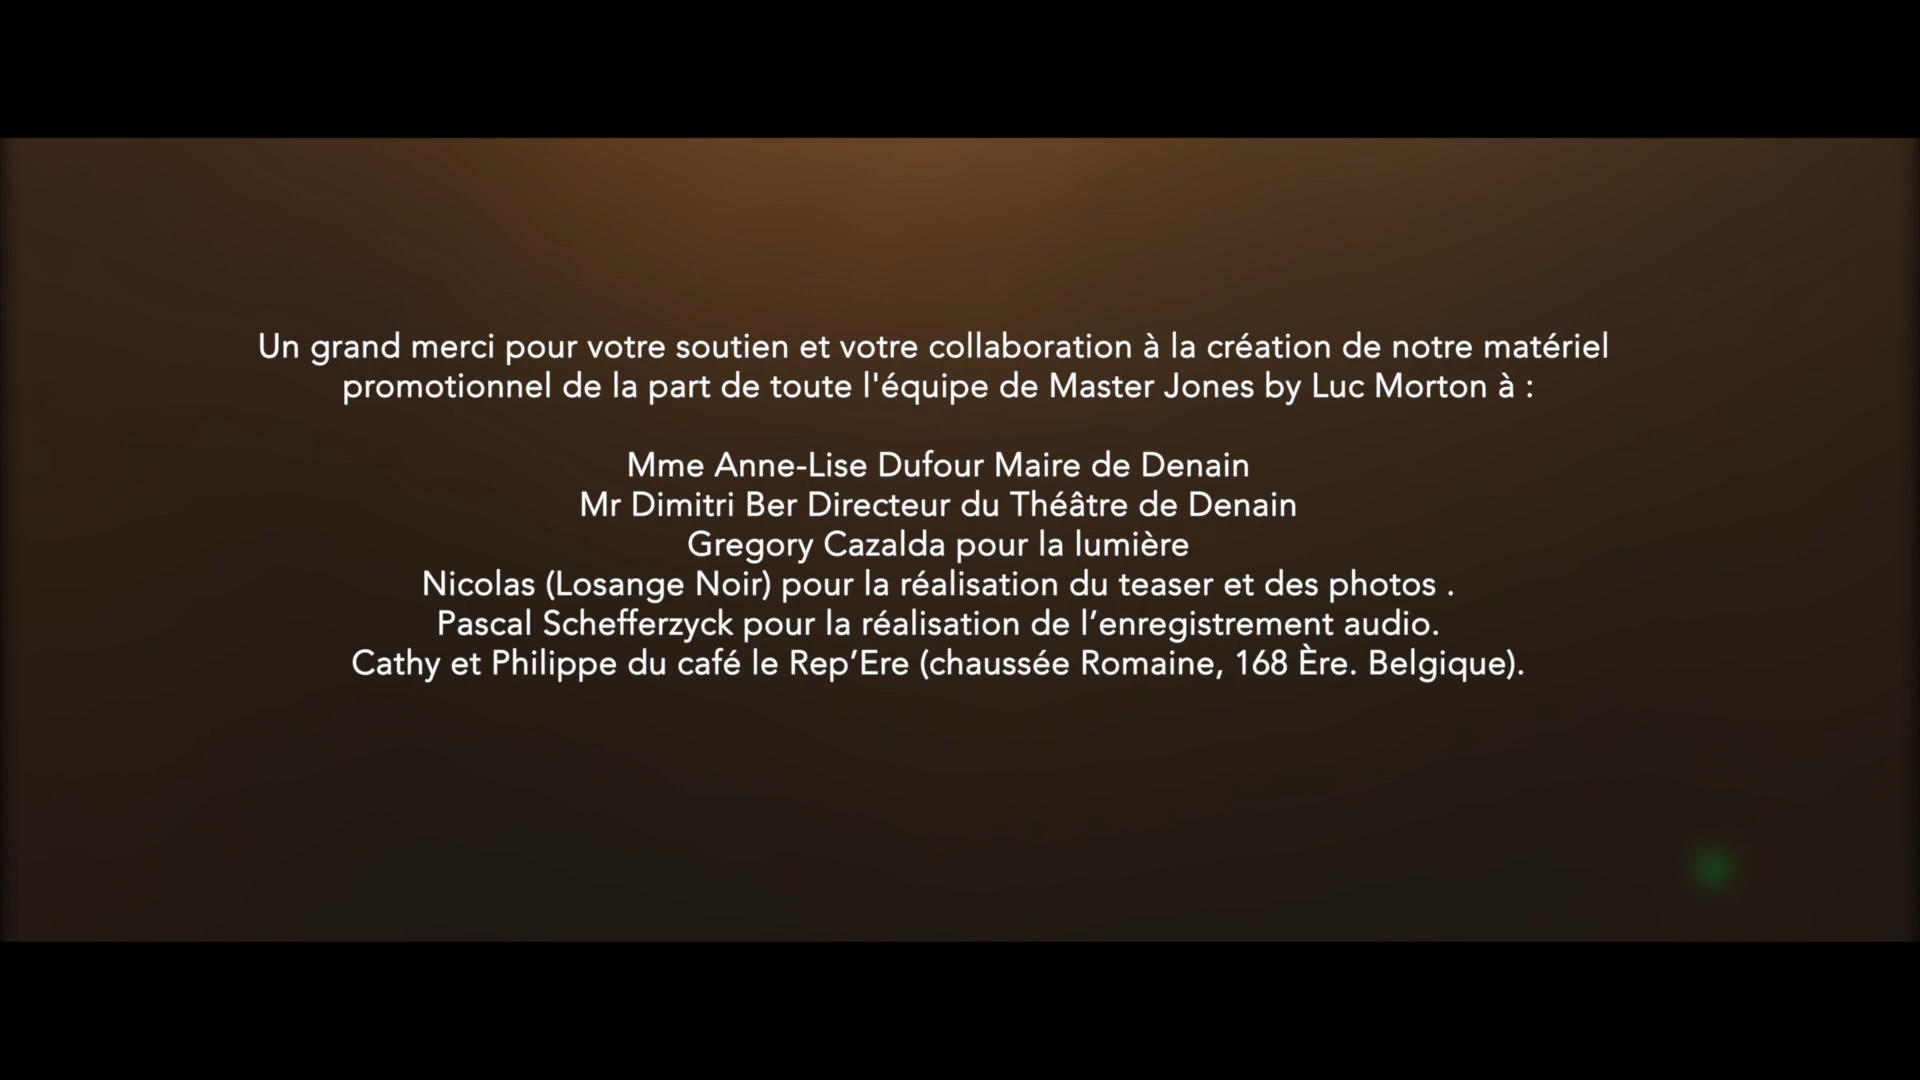 Un grand merci pour votre soutien et votre collaboration à la création de notre matériel
promotionnel de la part de toute l'équipe de Master Jones by Luc Morton à :
Mme Anne-Lise Dufour Maire de Denain
Mr Dimitri Ber Directeur du Théâtre de Denain
Gregory Cazalda pour la lumière
Nicolas (Losange Noir) pour la réalisation du teaser et des photos .
Pascal Schefferzyck pour la réalisation de l’enregistrement audio.
Cathy et Philippe du café le Rep’Ere (chaussée Romaine, 168 Ère. Belgique).